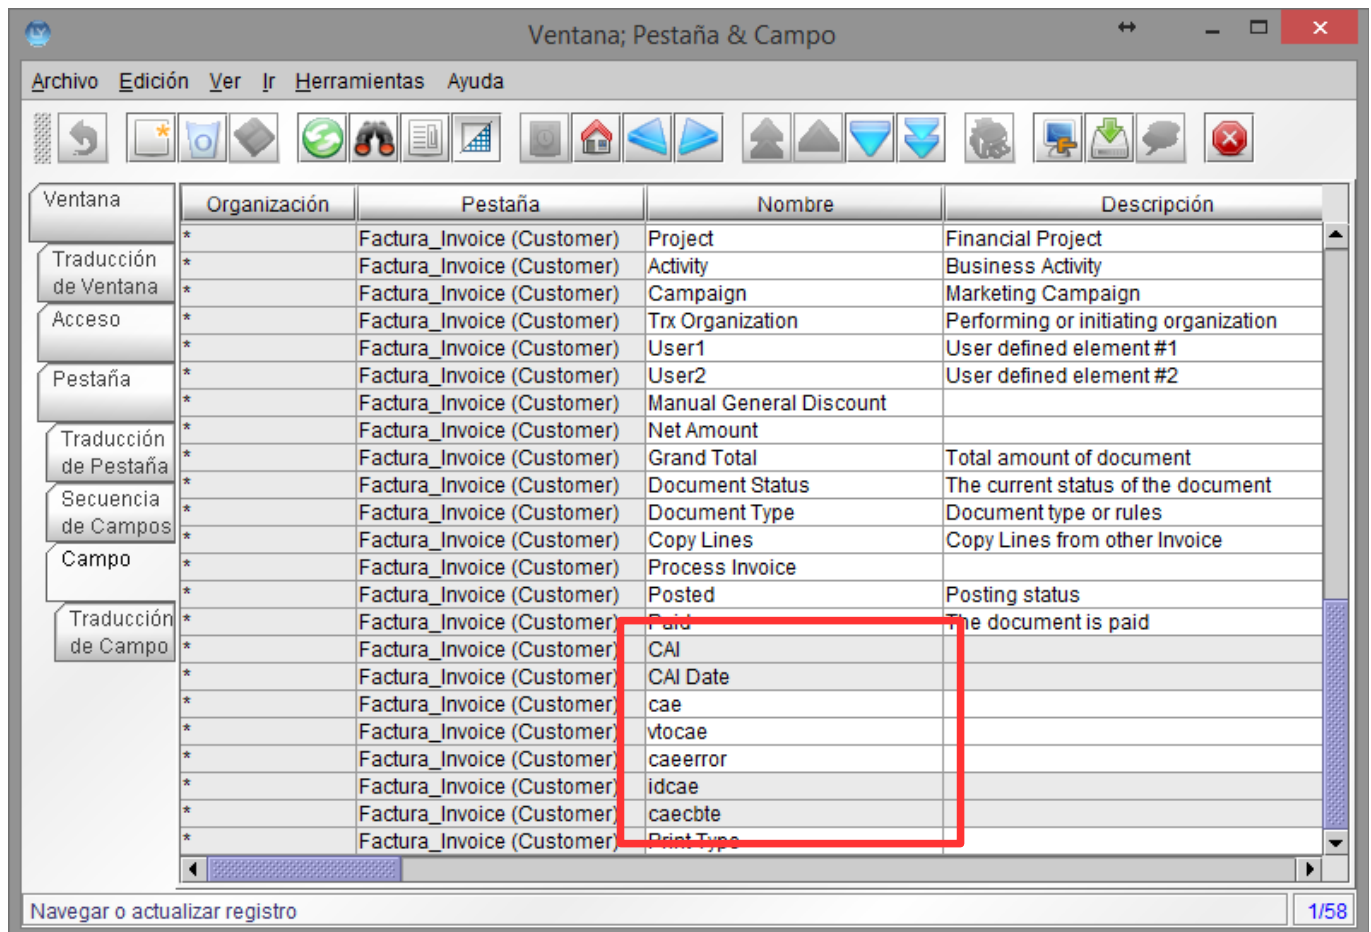 LY
Ventana; Pestaña & Campo
Archivo Edición Ver Ir Herramientas Ayuda
Ventana
Traducción
de Ventana
Acceso
Pestaña
Traducción
de Pestaña
Secuencia
de Campos
Campo
Traducción
de Campo
Organización Pestaña Nombre Descripción
* Factura_Invoice (Customer) Project Financial Project
* Factura_Invoice (Customer) Activity Business Activity
* Factura_Invoice (Customer) Campaign Marketing Campaign
* Factura_Invoice (Customer) Trx Organization Performing or initiating organization
* Factura_Invoice (Customer) User1 User defined element #1
* Factura_Invoice (Customer) User2 User defined element #2
* Factura_Invoice (Customer) Manual General Discount
* Factura_Invoice (Customer) Net Amount
* Factura_Invoice (Customer) Grand Total Total amount of document
* Factura_Invoice (Customer) Document Status The current status of the document
* Factura_Invoice (Customer) Document Type Document type or rules
* Factura_Invoice (Customer) Copy Lines Copy Lines from other Invoice
* Factura_Invoice (Customer) Process Invoice
* Factura_Invoice (Customer) Posted Posting status
* Factura_Invoice (Customer) Paid The document is paid
* Factura_Invoice (Customer) CAI
* Factura_Invoice (Customer) CAI Date
* Factura_Invoice (Customer) cae
* Factura_Invoice (Customer) vtocae
* Factura_Invoice (Customer) caeerror
* Factura_Invoice (Customer) idcae
* Factura_Invoice (Customer) caecbte
* Factura_Invoice (Customer) Print Type
Navegar o actualizar registro 1/58